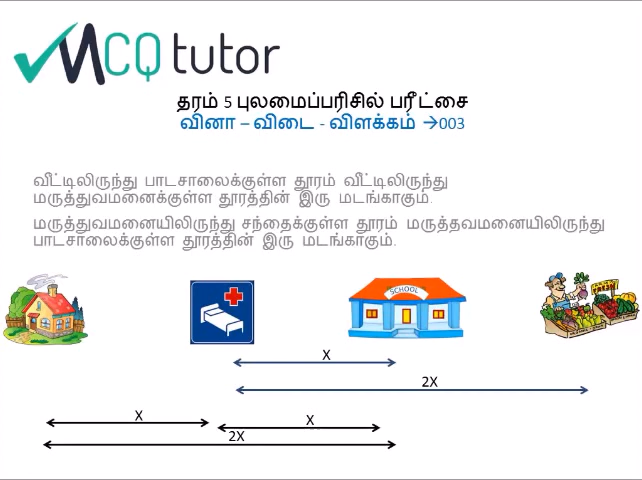 MCQ tutor
தரம் 5 புலமைப்பரிசில் பரீட்சை
வினா – விடை - விளக்கம் →003
வீட்டிலிருந்து பாடசாலைக்குள்ள தூரம் வீட்டிலிருந்து
மருத்துவமனைக்குள்ள தூரத்தின் இரு மடங்காகும்.
மருத்துவமனையிலிருந்து சந்தைக்குள்ள தூரம் மருத்தவமனையிலிருந்து
பாடசாலைக்குள்ள தூரத்தின் இரு மடங்காகும்.
SCHOOL
FRESH
X
2X
X
X
2X